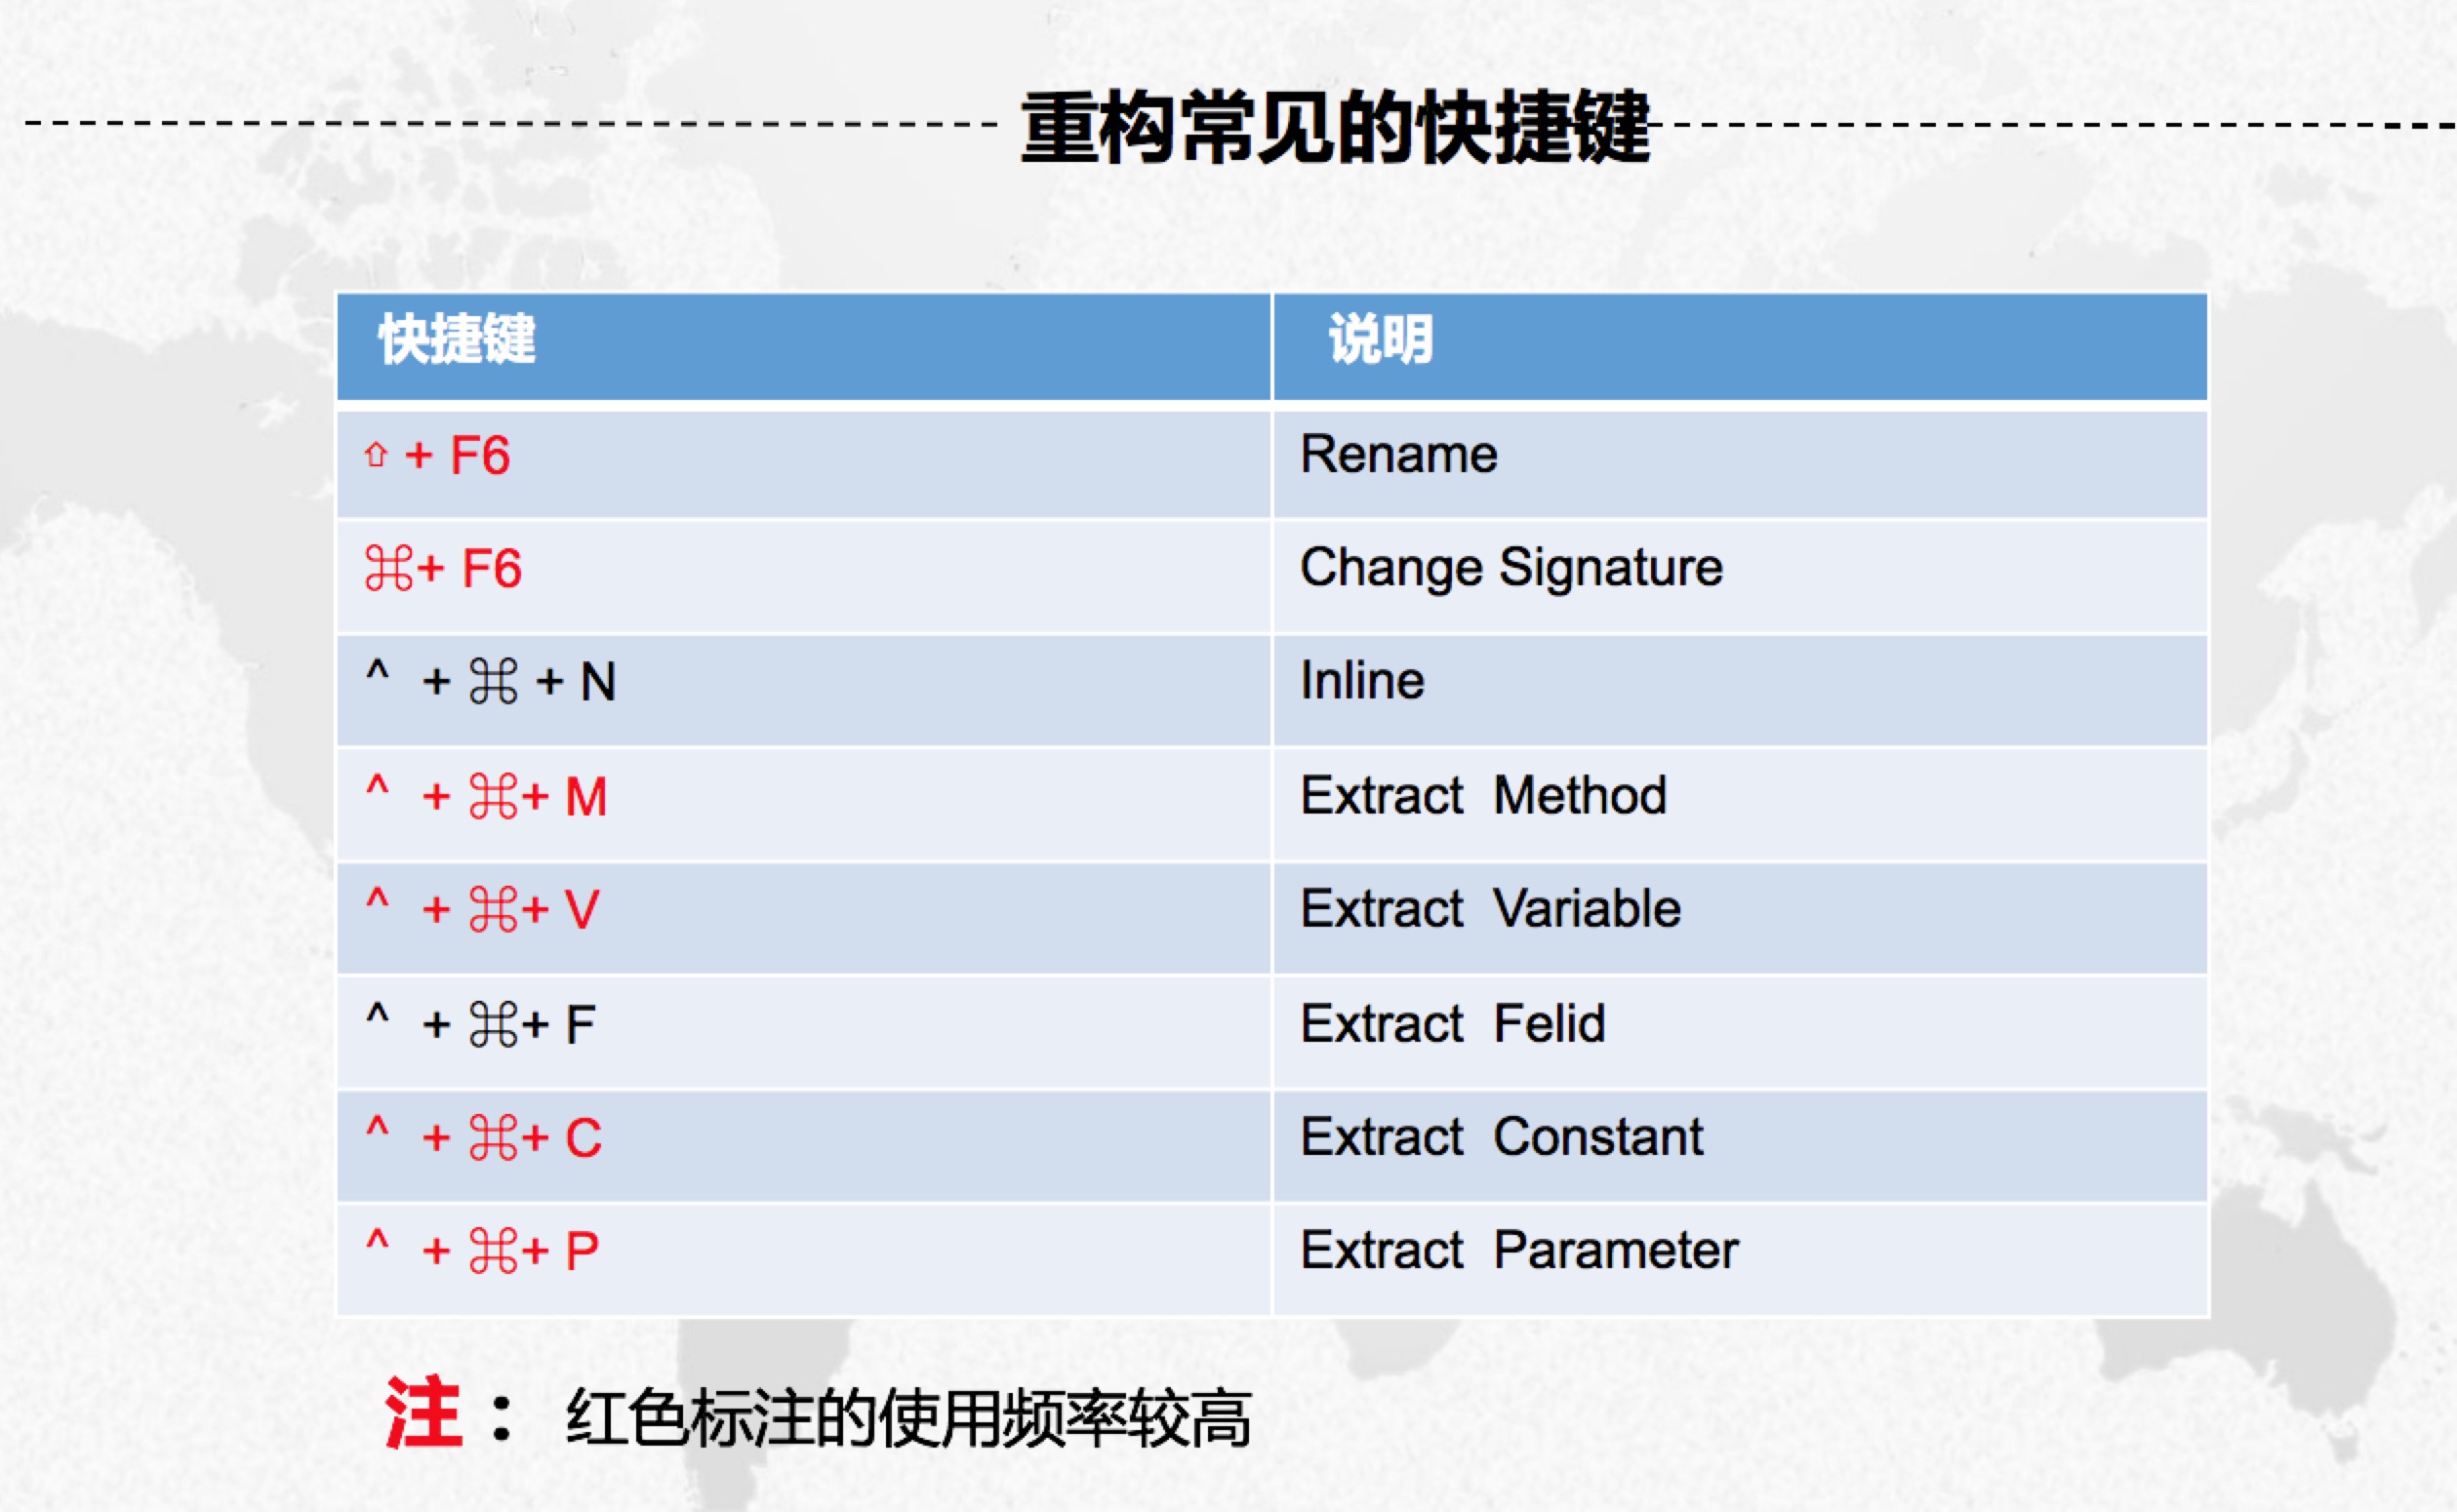 重构常见的快捷键
快捷键 说明
⇧ + F6 Rename
⌘+ F6 Change Signature
^ + ⌘ + N Inline
^ + ⌘+ M Extract Method
^ + ⌘+ V Extract Variable
^ + ⌘+ F Extract Felid
^ + ⌘+ C Extract Constant
^ + ⌘+ P Extract Parameter
注： 红色标注的使用频率较高